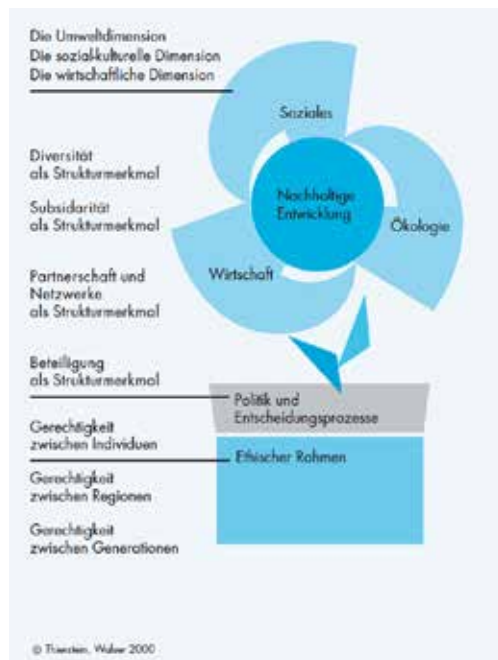 Die Umweltdimension
Die sozial-kulturelle Dimension
Die wirtschaftliche Dimension
Soziales
Diversität
als Strukturmerkmal
Nachhaltige
Entwicklung
Subsidarität
als Strukturmerkmal
Ökologie
Wirtschaft
Partnerschaft und
Netzwerke
als Strukturmerkmal
Beteiligung
als Strukturmerkmal
Politik und
Entscheidungsprozesse
Gerechtigkeit
zwischen Individuen
Ethischer Rahmen
Gerechtigkeit
zwischen Regionen
Gerechtigkeit
zwischen Generationen
© Thierstein, Walser 2000